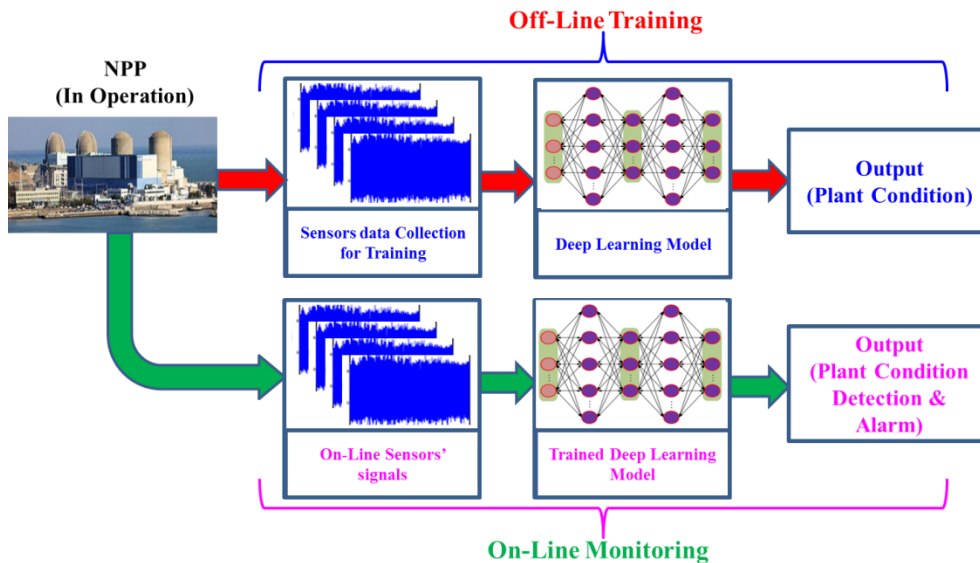 Off-Line Training
NPP
(In Operation)
Sensors data Collection
for Training
Deep Learning Model
Output
(Plant Condition)
On-Line Sensors'
signals
Trained Deep Learning
Model
Output
(Plant Condition
Detection &
Alarm)
On-Line Monitoring